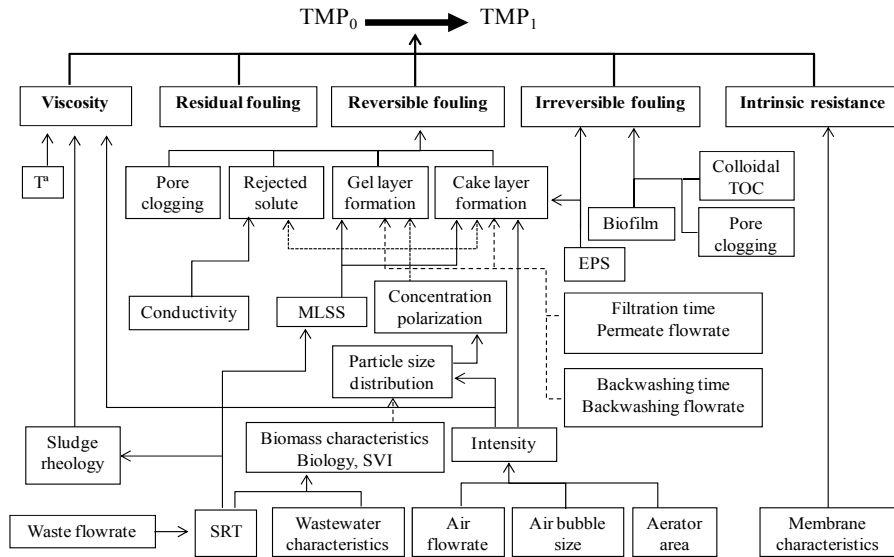 TMP₀ TMP₁
Viscosity
Residual fouling
Reversible fouling
Irreversible fouling
Intrinsic resistance
Tª
Pore
clogging
Rejected
solute
Gel layer
formation
Cake layer
formation
Colloidal
TOC
Biofilm
Pore
clogging
EPS
Conductivity
MLSS
Concentration
polarization
Filtration time
Permeate flowrate
Particle size
distribution
Backwashing time
Backwashing flowrate
Sludge
rheology
Biomass characteristics
Biology, SVI
Intensity
Waste flowrate
SRT
Wastewater
characteristics
Air
flowrate
Air bubble
size
Aerator
area
Membrane
characteristics